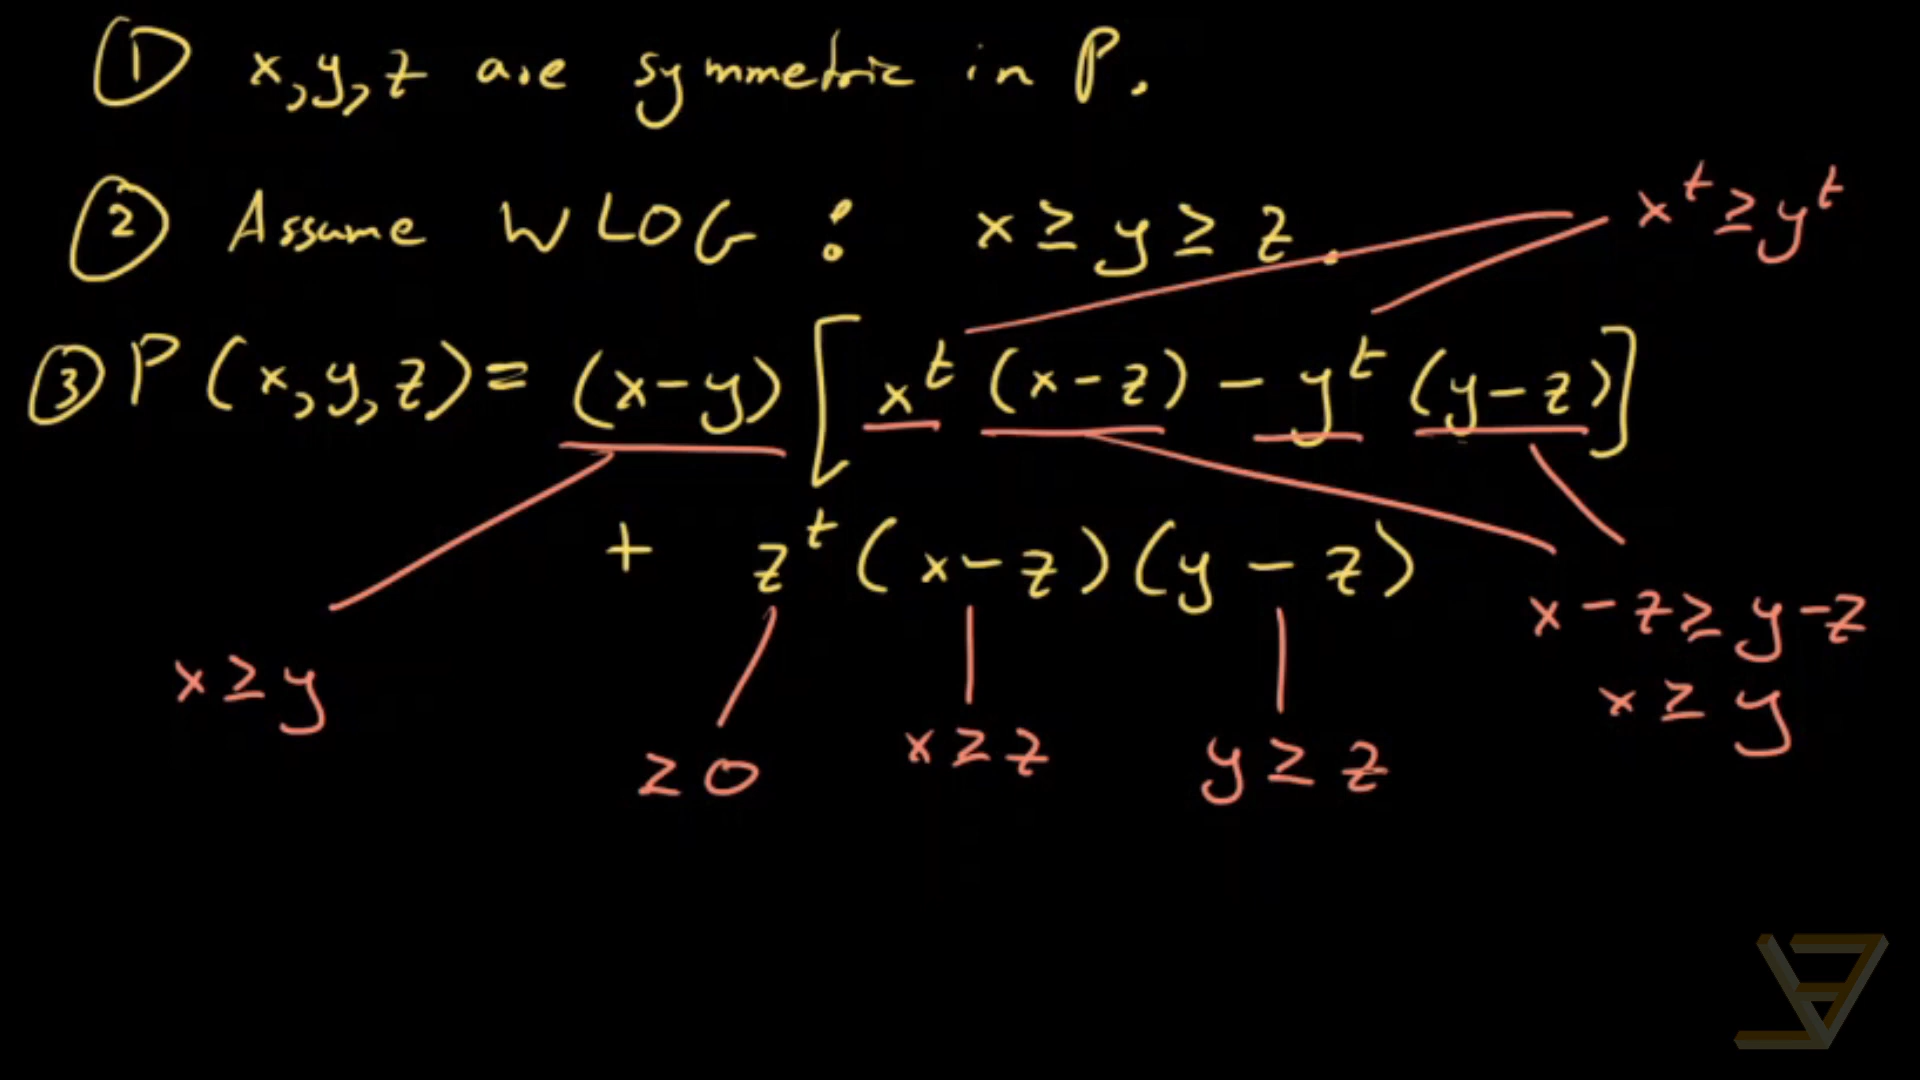 ① x,y,z are symmetric in P.
② Assume WLOG : x ≥ y ≥ z.
x^t ≥ y^t
③ P(x,y,z) = (x-y) [x^t (x-z) - y^t (y-z)]
+ z^t (x-z)(y-z)
x-z ≥ y-z
x ≥ y
x ≥ y
≥ 0
x ≥ z
y ≥ z